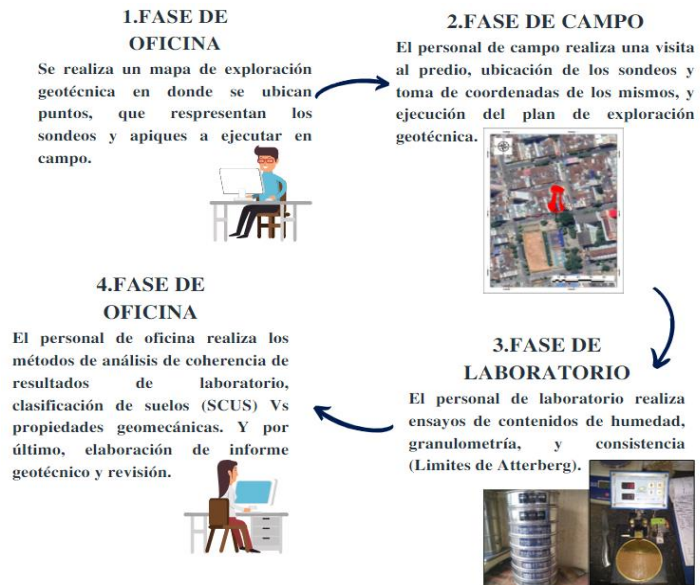 1.FASE DE
OFICINA
Se realiza un mapa de exploración
geotécnica en donde se ubican
puntos, que respresentan los
sondeos y apiques a ejecutar en
campo.
2.FASE DE CAMPO
El personal de campo realiza una visita
al predio, ubicación de los sondeos y
toma de coordenadas de los mismos, y
ejecución del plan de exploración
geotécnica.
3.FASE DE
LABORATORIO
El personal de laboratorio realiza
ensayos de contenidos de humedad,
granulometría, y consistencia
(Limites de Atterberg).
4.FASE DE
OFICINA
El personal de oficina realiza los
métodos de análisis de coherencia de
resultados de laboratorio,
clasificación de suelos (SCUS) Vs
propiedades geomecánicas. Y por
último, elaboración de informe
geotécnico y revisión.